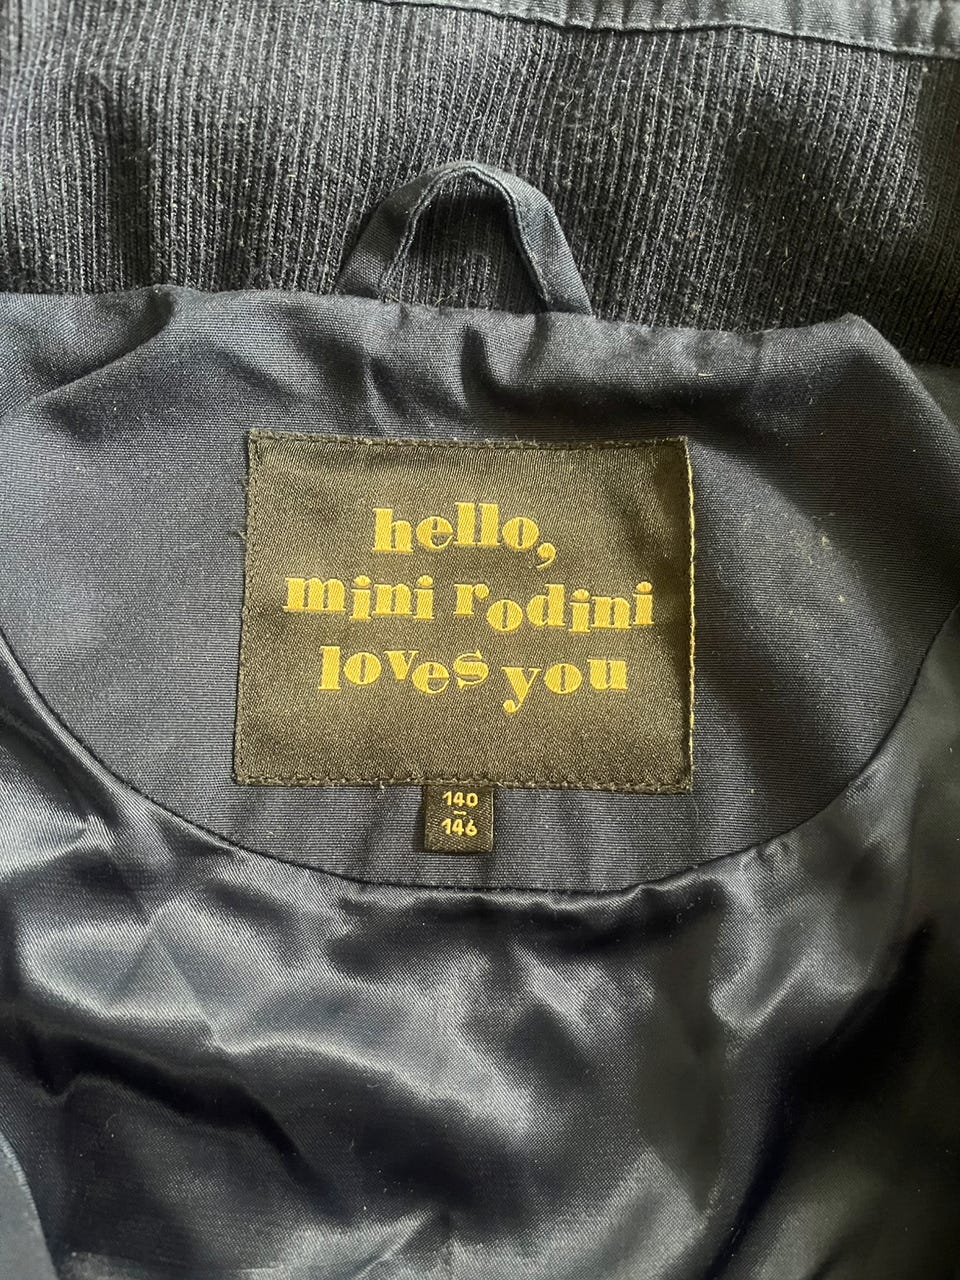 hello,
mini rodini
loves you
140
–
146